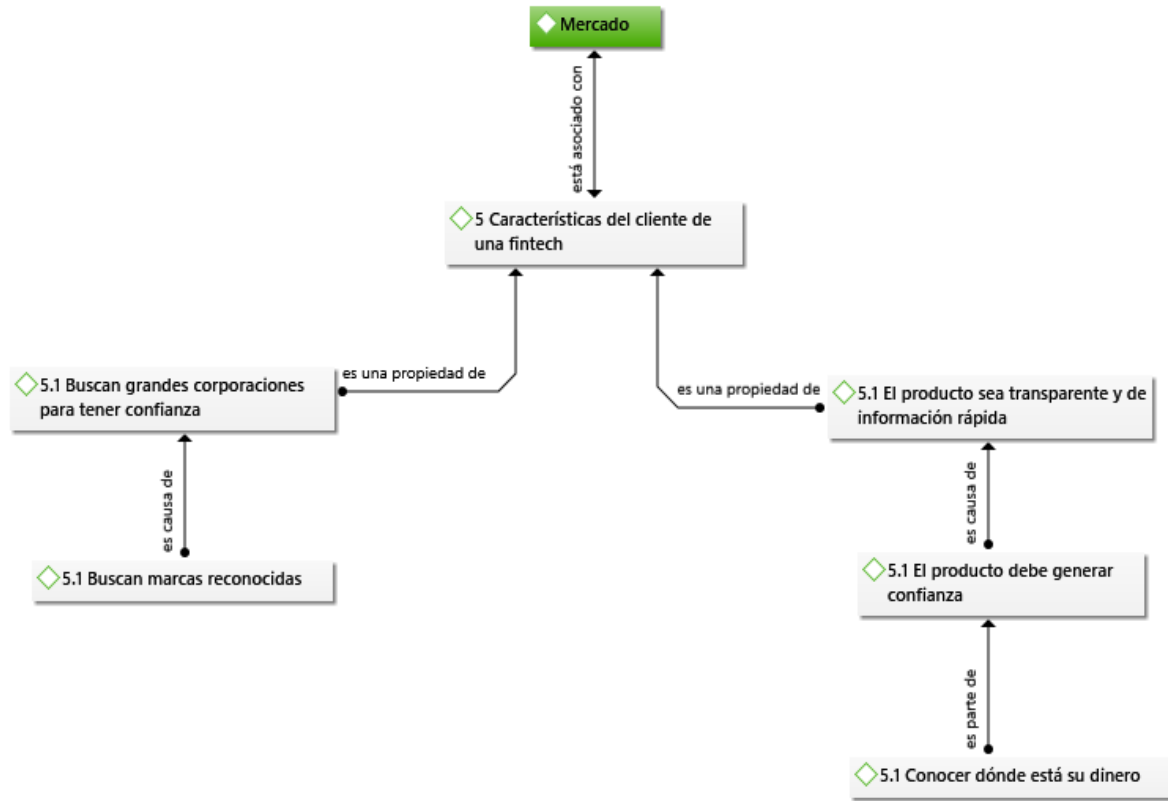 Mercado
está asociado con
5 Características del cliente de
una fintech
5.1 Buscan grandes corporaciones
para tener confianza
es una propiedad de
es una propiedad de
5.1 El producto sea transparente y de
información rápida
es causa de
es causa de
5.1 Buscan marcas reconocidas
5.1 El producto debe generar
confianza
es parte de
5.1 Conocer dónde está su dinero